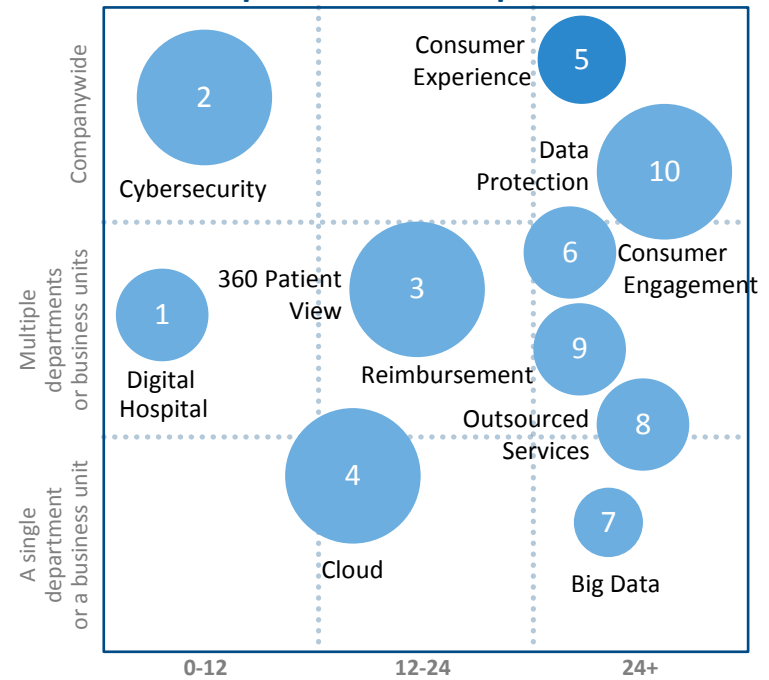 Companywide
Multiple
departments
or business units
A single
department
or a business unit
2
Cybersecurity
Consumer
Experience
5
Data
Protection
10
6
Consumer
Engagement
1
Digital
Hospital
360 Patient
View
3
Reimbursement
9
Outsourced
Services
8
4
Cloud
7
Big Data
0-12
12-24
24+